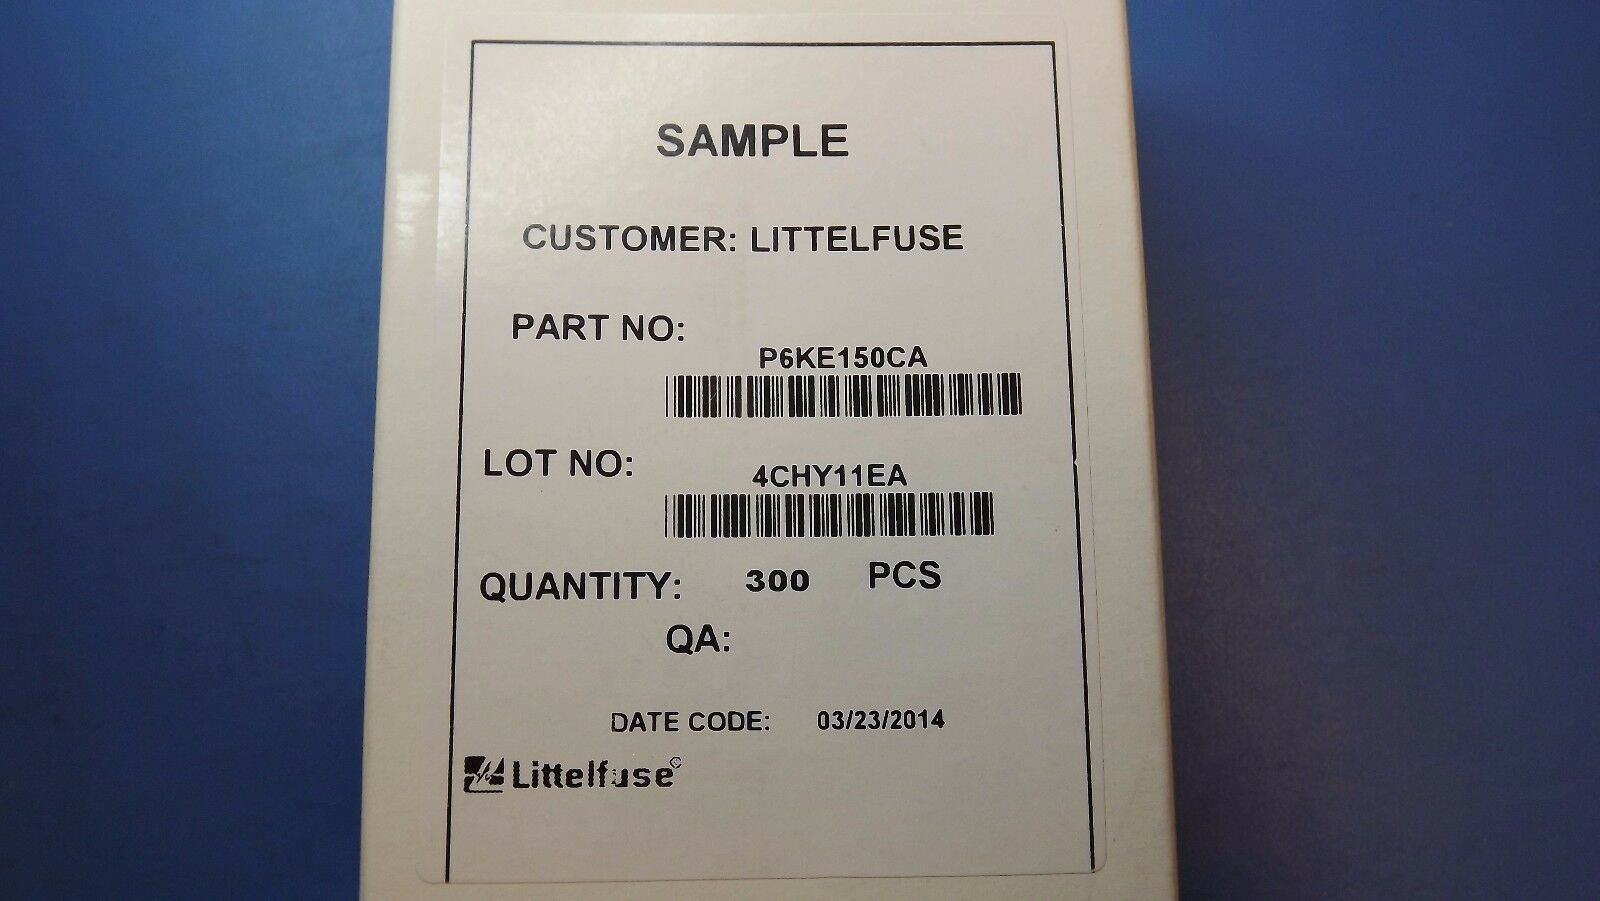 SAMPLE
CUSTOMER: LITTELFUSE
PART NO:
P6KE150CA
LOT NO:
4CHY11EA
QUANTITY: 300 PCS
QA:
DATE CODE: 03/23/2014
Littelfuse®